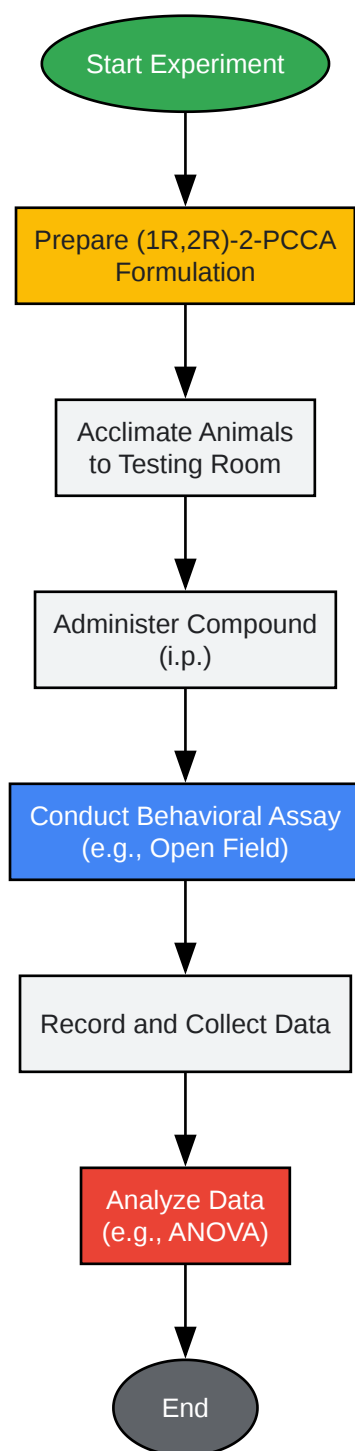 Start Experiment
Prepare (1R,2R)-2-PCCA
Formulation
Acclimate Animals
to Testing Room
Administer Compound
(i.p.)
Conduct Behavioral Assay
(e.g., Open Field)
Record and Collect Data
Analyze Data
(e.g., ANOVA)
End